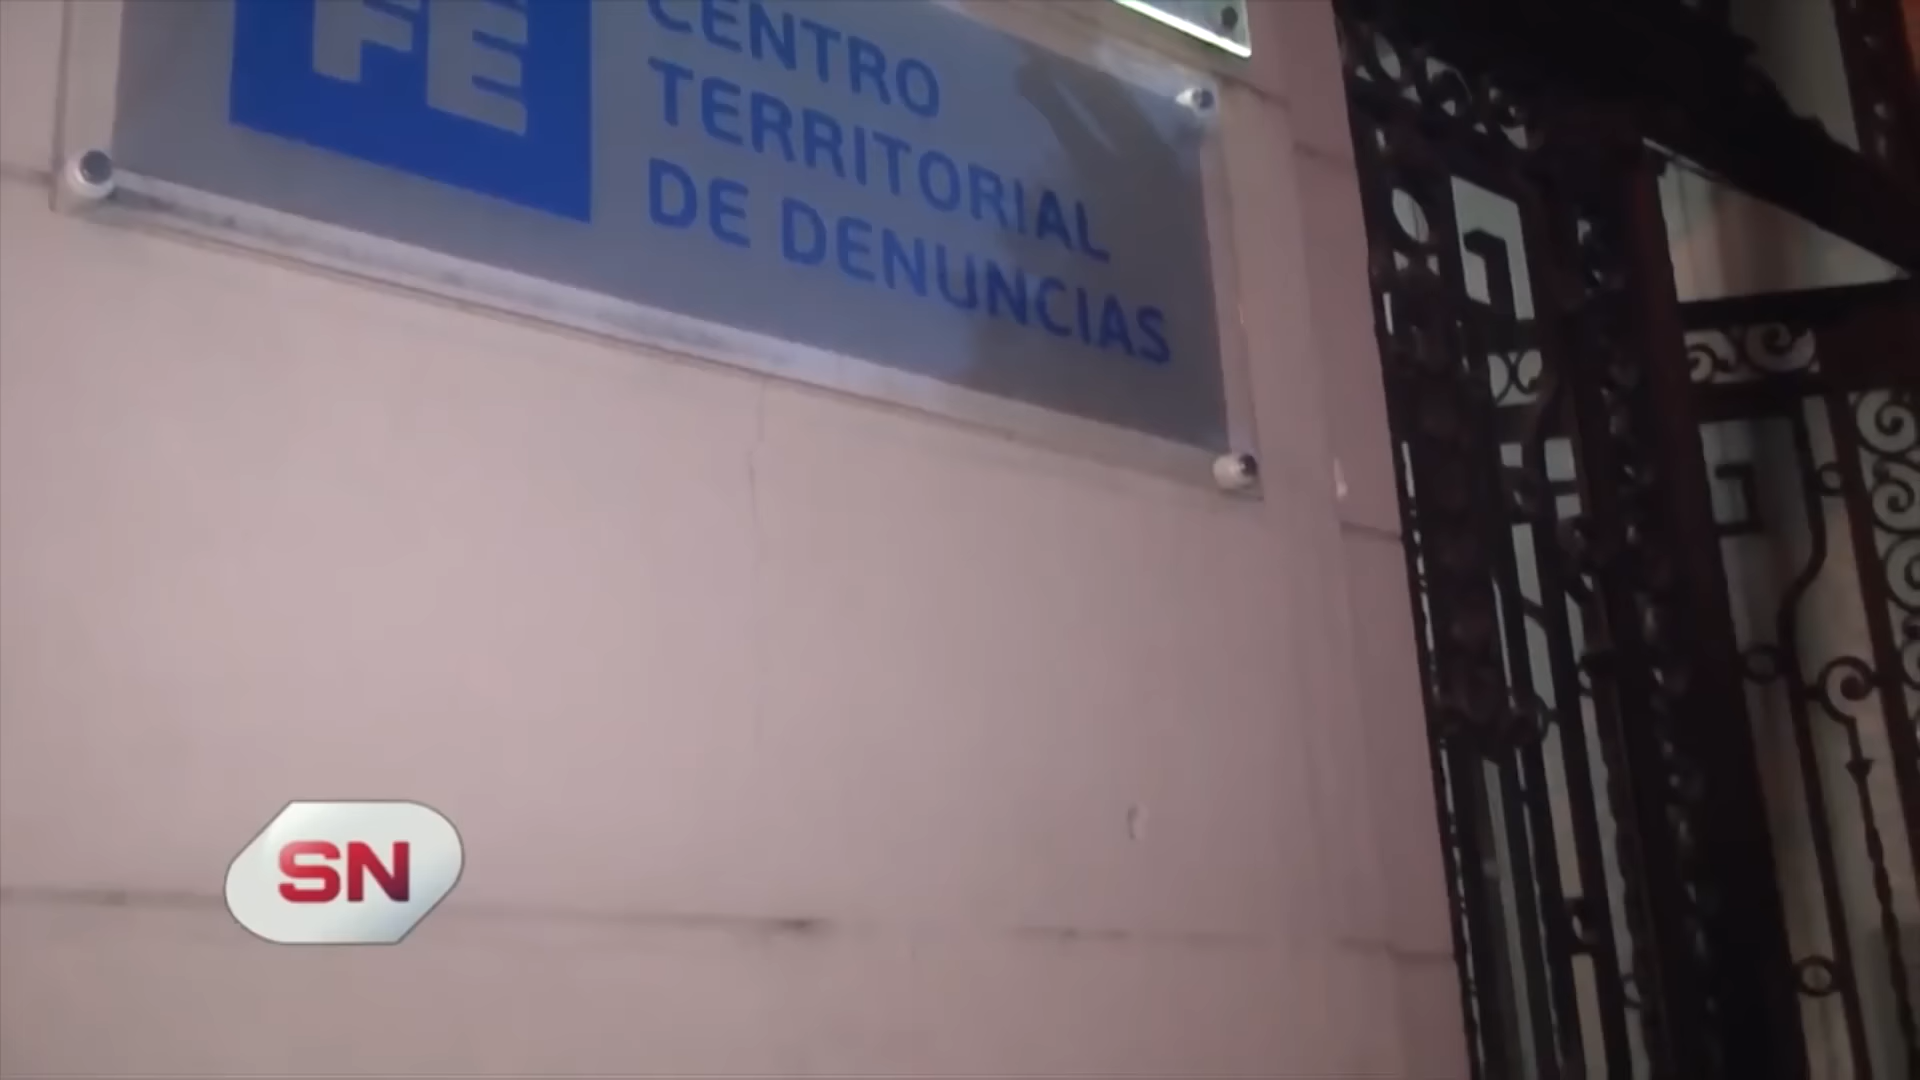 FE
CENTRO
TERRITORIAL
DE DENUNCIAS
SN